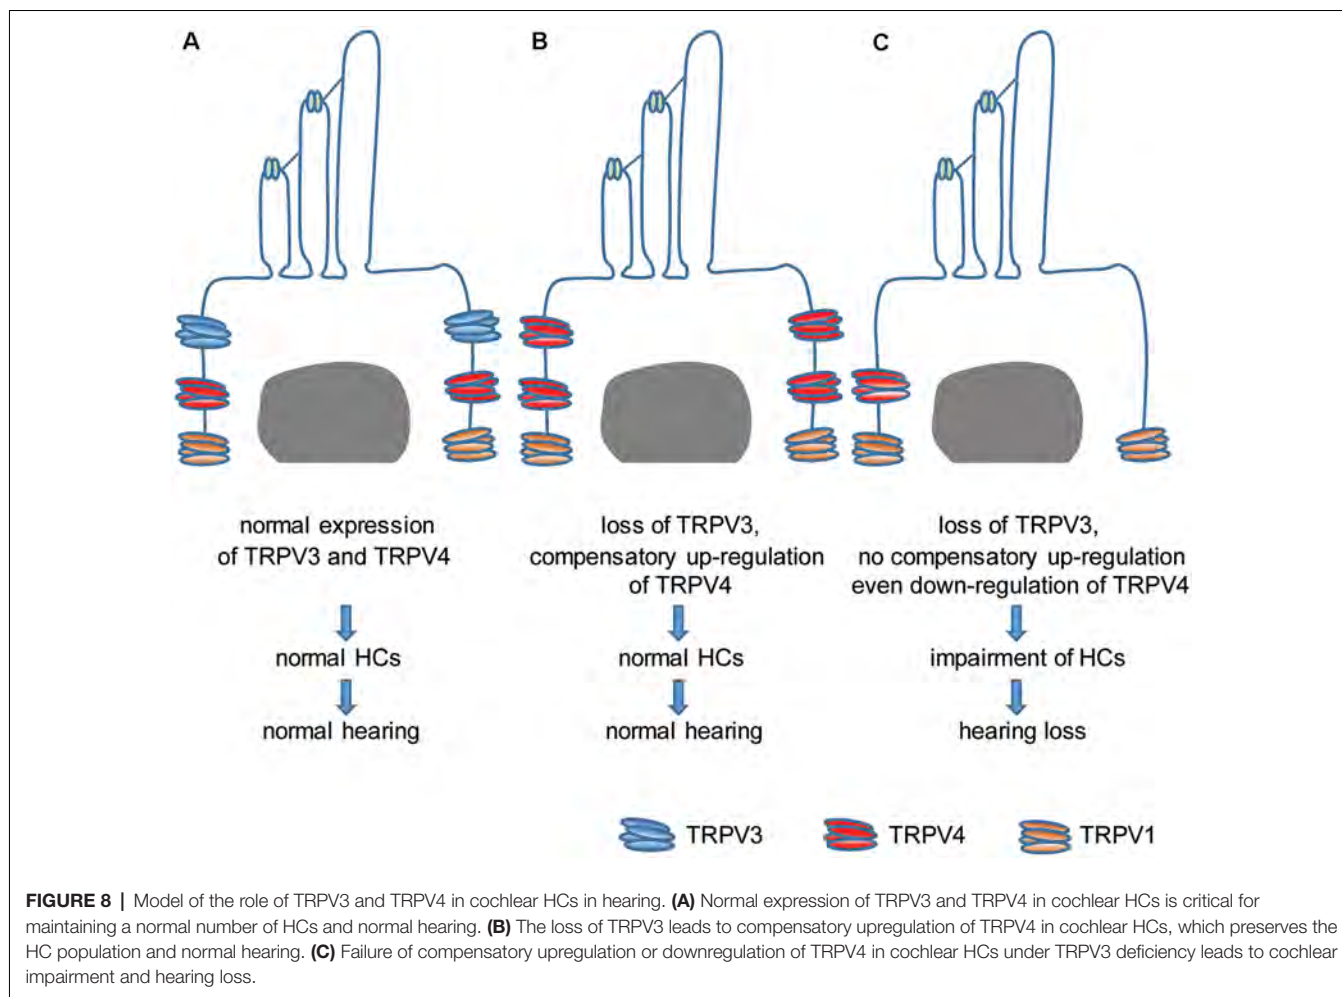 A
B
C
normal expression
of TRPV3 and TRPV4
normal HCs
normal hearing
loss of TRPV3,
compensatory up-regulation
of TRPV4
normal HCs
normal hearing
loss of TRPV3,
no compensatory up-regulation
even down-regulation of TRPV4
impairment of HCs
hearing loss
TRPV3
TRPV4
TRPV1
FIGURE 8 | Model of the role of TRPV3 and TRPV4 in cochlear HCs in hearing. (A) Normal expression of TRPV3 and TRPV4 in cochlear HCs is critical for
maintaining a normal number of HCs and normal hearing. (B) The loss of TRPV3 leads to compensatory upregulation of TRPV4 in cochlear HCs, which preserves the
HC population and normal hearing. (C) Failure of compensatory upregulation or downregulation of TRPV4 in cochlear HCs under TRPV3 deficiency leads to cochlear
impairment and hearing loss.